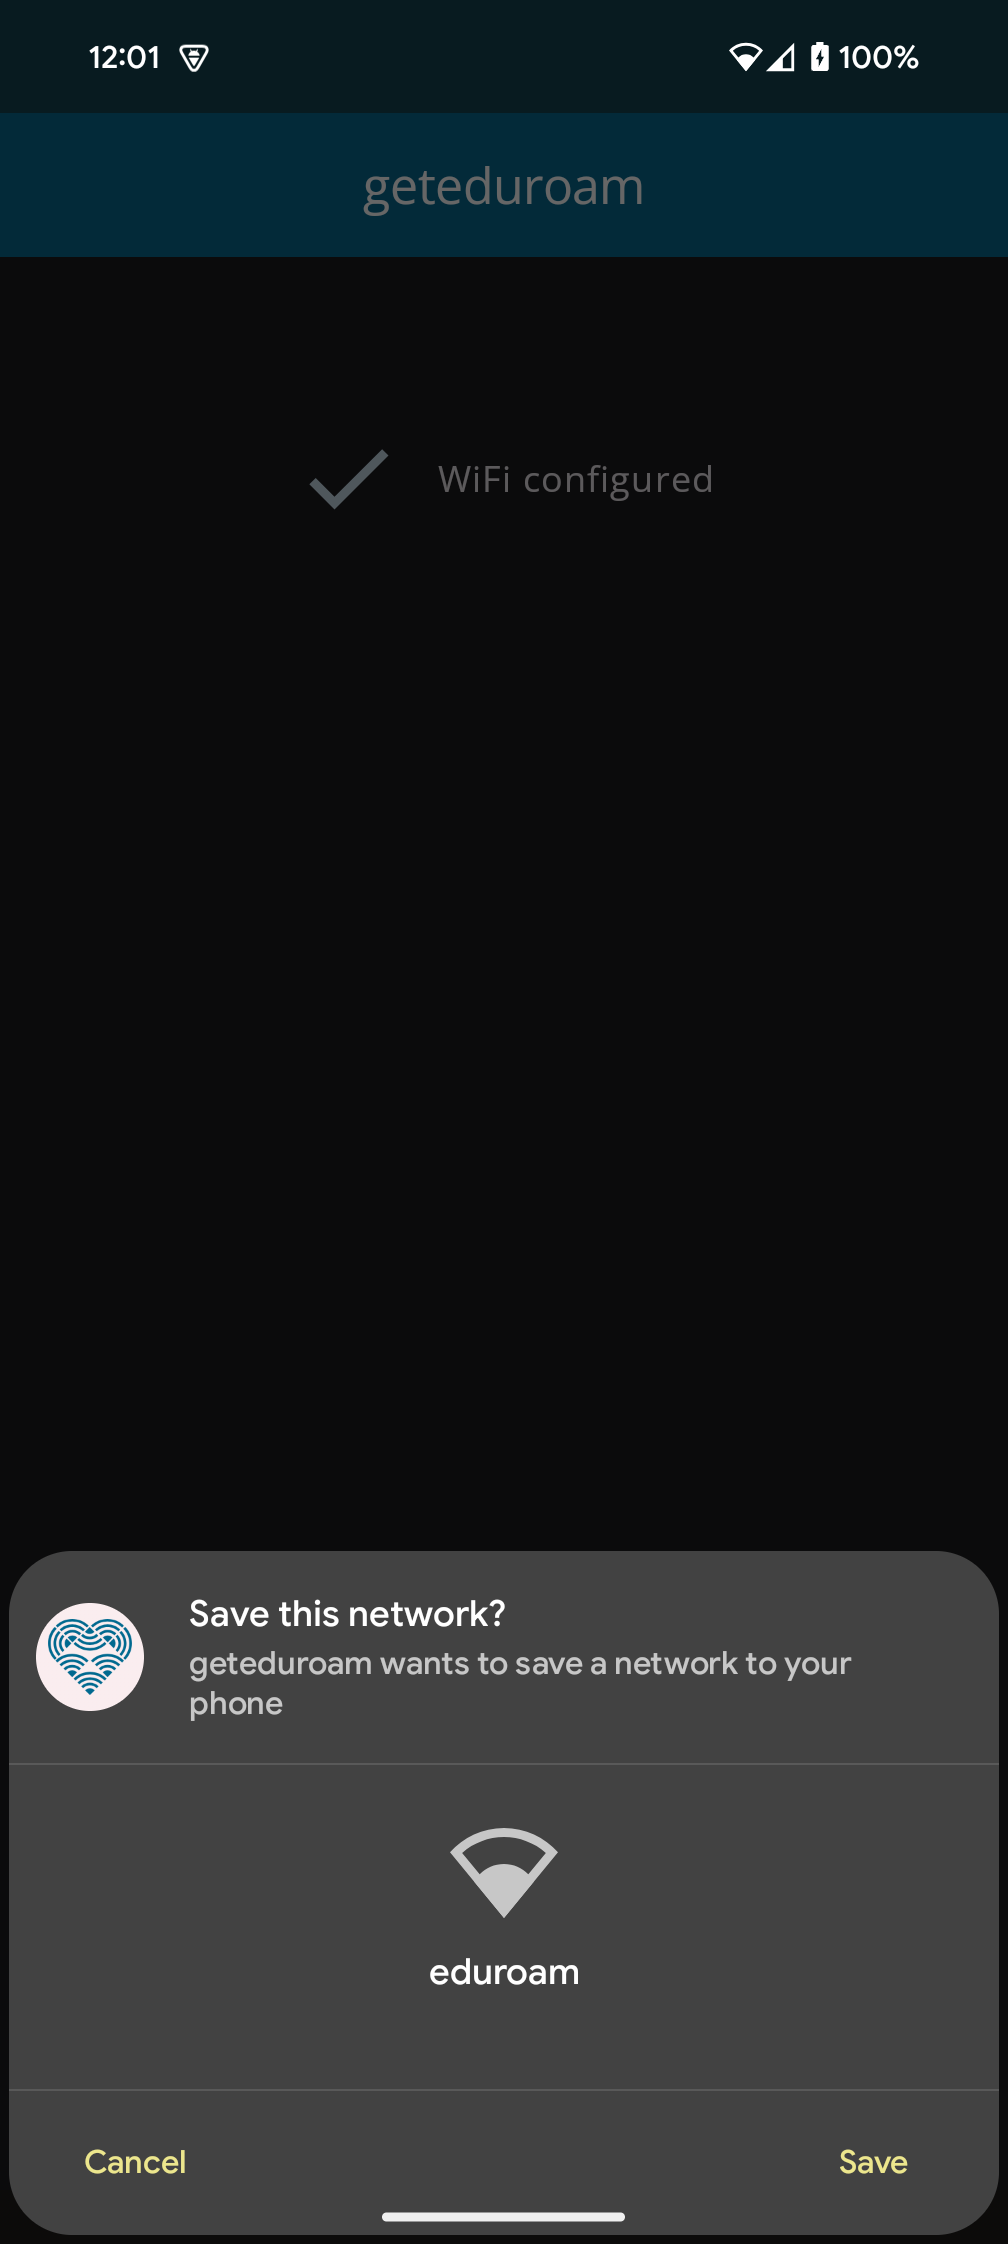 12:01 100%
geteduroam
WiFi configured
Save this network?
geteduroam wants to save a network to your
phone
eduroam
Cancel Save